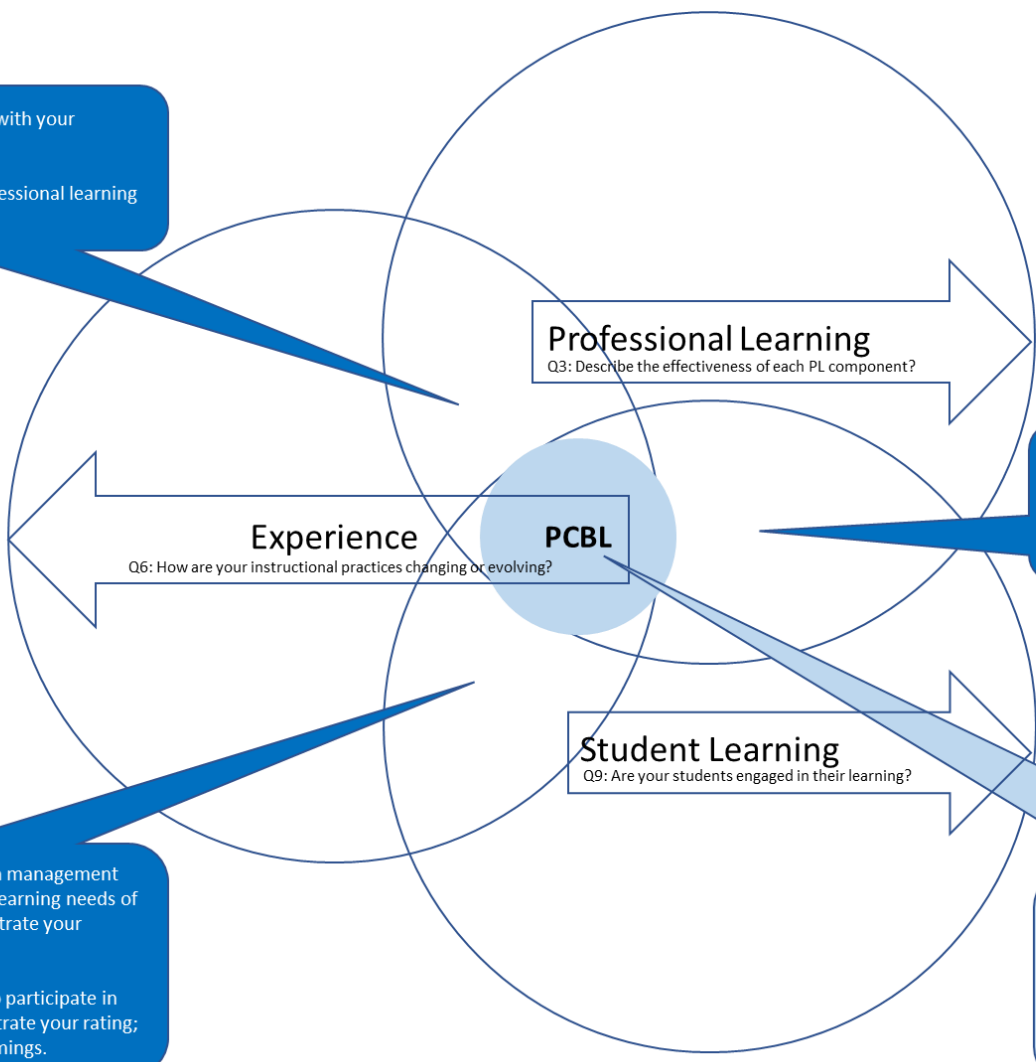 with your
essional learning
Professional Learning
Q3: Describe the effectiveness of each PL component?
Experience
PCBL
Q6: How are your instructional practices changing or evolving?
Student Learning
Q9: Are your students engaged in their learning?
management
earning needs of
trate your
participate in
trate your rating;
mings.